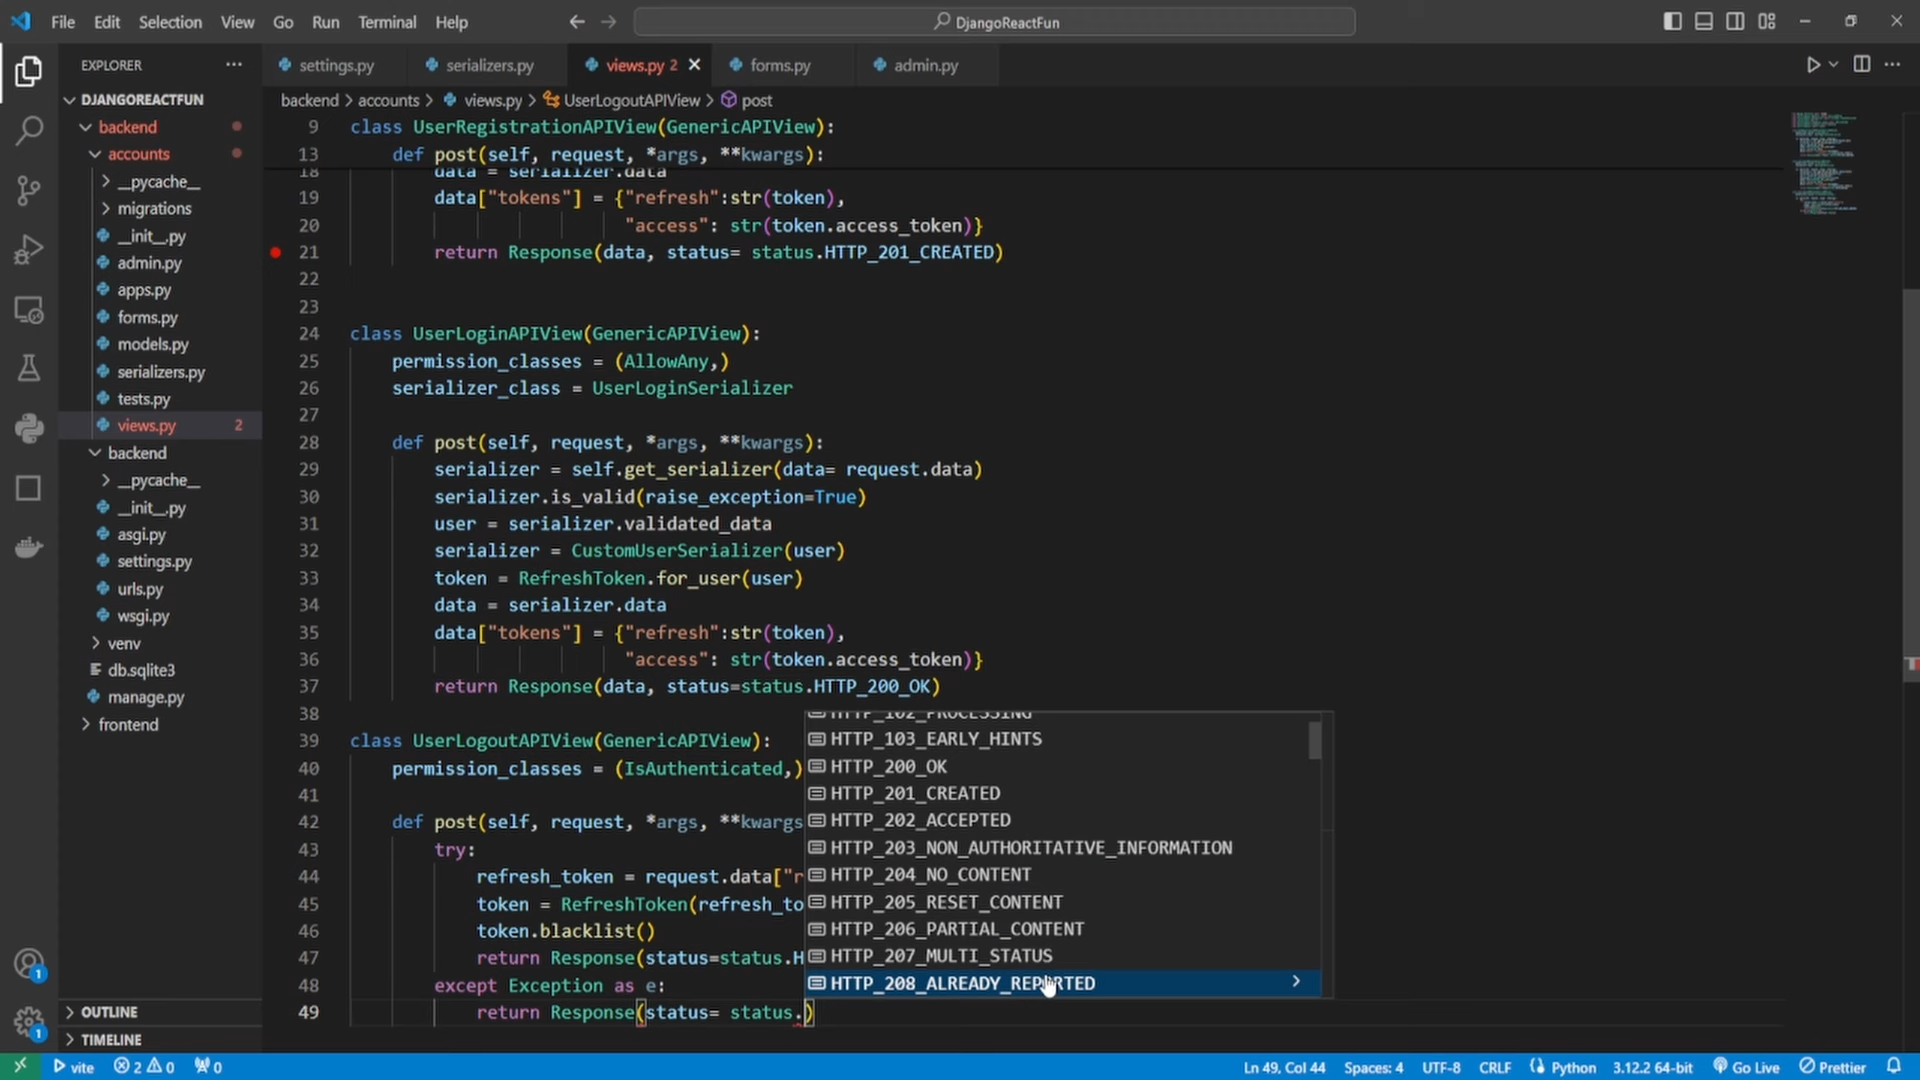 File Edit Selection View Go Run Terminal Help
DjangoReactFun
EXPLORER
settings.py
serializers.py
views.py 2
forms.py
admin.py
DJANGOREACTFUN
backend > accounts > views.py > UserLogoutAPIView > post
backend
accounts
__pycache__
migrations
__init__.py
admin.py
apps.py
forms.py
models.py
serializers.py
tests.py
views.py 2
backend
__pycache__
__init__.py
asgi.py
settings.py
urls.py
wsgi.py
venv
db.sqlite3
manage.py
frontend
OUTLINE
TIMELINE
9 class UserRegistrationAPIView(GenericAPIView):
13 def post(self, request, *args, **kwargs):
18 data = serializer.data
19 data["tokens"] = {"refresh":str(token),
20 "access": str(token.access_token)}
21 return Response(data, status= status.HTTP_201_CREATED)
22
23
24 class UserLoginAPIView(GenericAPIView):
25 permission_classes = (AllowAny,)
26 serializer_class = UserLoginSerializer
27
28 def post(self, request, *args, **kwargs):
29 serializer = self.get_serializer(data= request.data)
30 serializer.is_valid(raise_exception=True)
31 user = serializer.validated_data
32 serializer = CustomUserSerializer(user)
33 token = RefreshToken.for_user(user)
34 data = serializer.data
35 data["tokens"] = {"refresh":str(token),
36 "access": str(token.access_token)}
37 return Response(data, status=status.HTTP_200_OK)
38
39 class UserLogoutAPIView(GenericAPIView):
40 permission_classes = (IsAuthenticated,)
41
42 def post(self, request, *args, **kwargs
43 try:
44 refresh_token = request.data["r
45 token = RefreshToken(refresh_to
46 token.blacklist()
47 return Response(status=status.H
48 except Exception as e:
49 return Response(status= status.)
HTTP_102_PROCESSING
HTTP_103_EARLY_HINTS
HTTP_200_OK
HTTP_201_CREATED
HTTP_202_ACCEPTED
HTTP_203_NON_AUTHORITATIVE_INFORMATION
HTTP_204_NO_CONTENT
HTTP_205_RESET_CONTENT
HTTP_206_PARTIAL_CONTENT
HTTP_207_MULTI_STATUS
HTTP_208_ALREADY_REPORTED
1
1
vite 2 0 0
Ln 49, Col 44 Spaces: 4 UTF-8 CRLF Python 3.12.2 64-bit Go Live Prettier